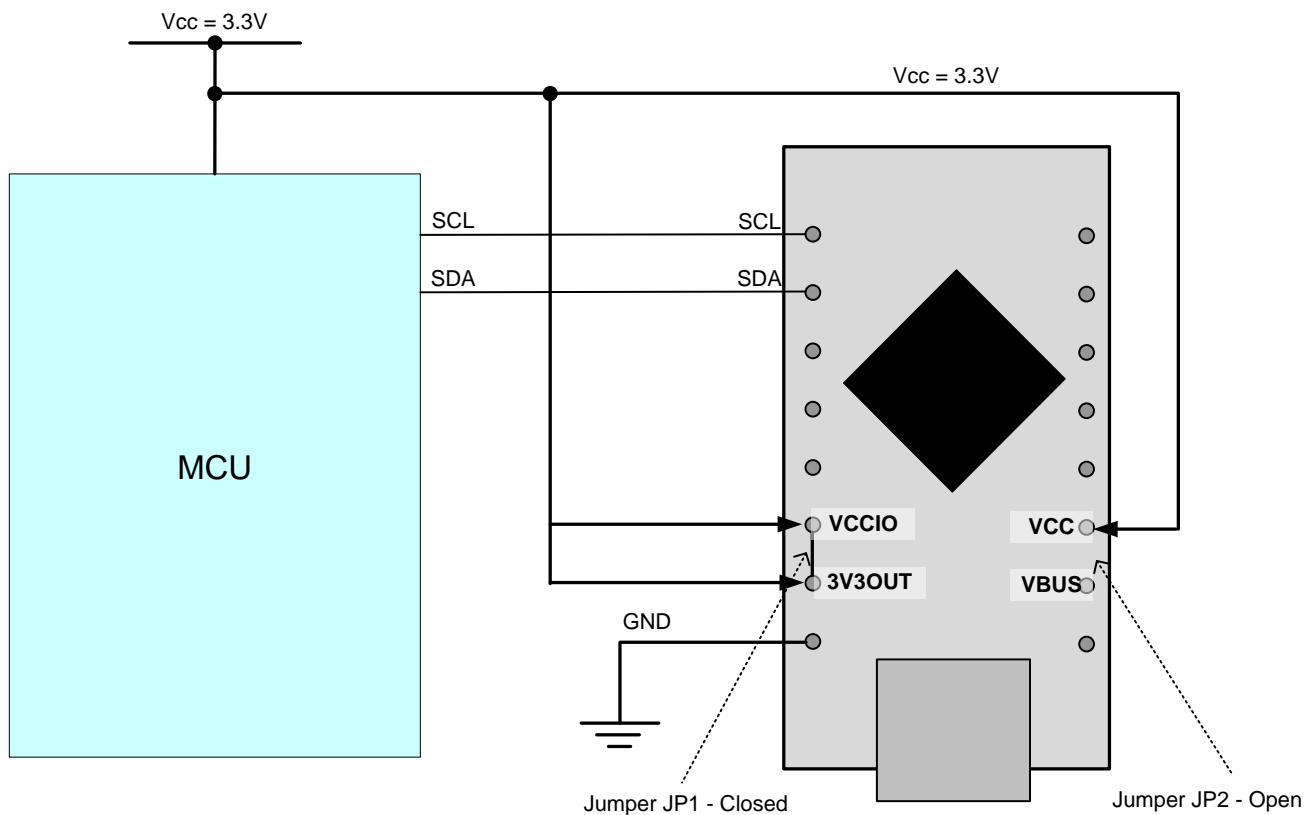 Vcc = 3.3V
Vcc = 3.3V
SCL
SCL
SDA
SDA
MCU
VCCIO
VCC
3V3OUT
VBUS
GND
Jumper JP1 - Closed
Jumper JP2 - Open